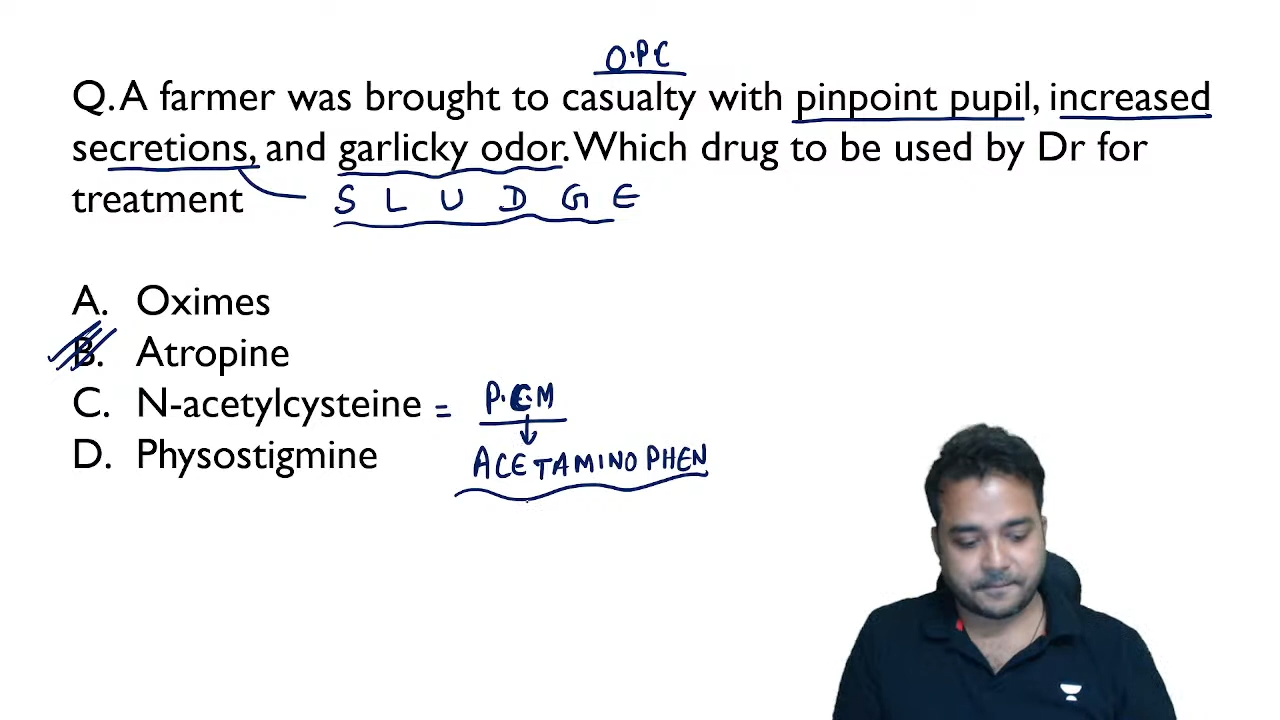 O.P.C
Q. A farmer was brought to casualty with pinpoint pupil, increased
secretions, and garlicky odor. Which drug to be used by Dr for
treatment S L U D G E
A. Oximes
B. Atropine
C. N-acetylcysteine = P.C.M
D. Physostigmine ACETAMINOPHEN